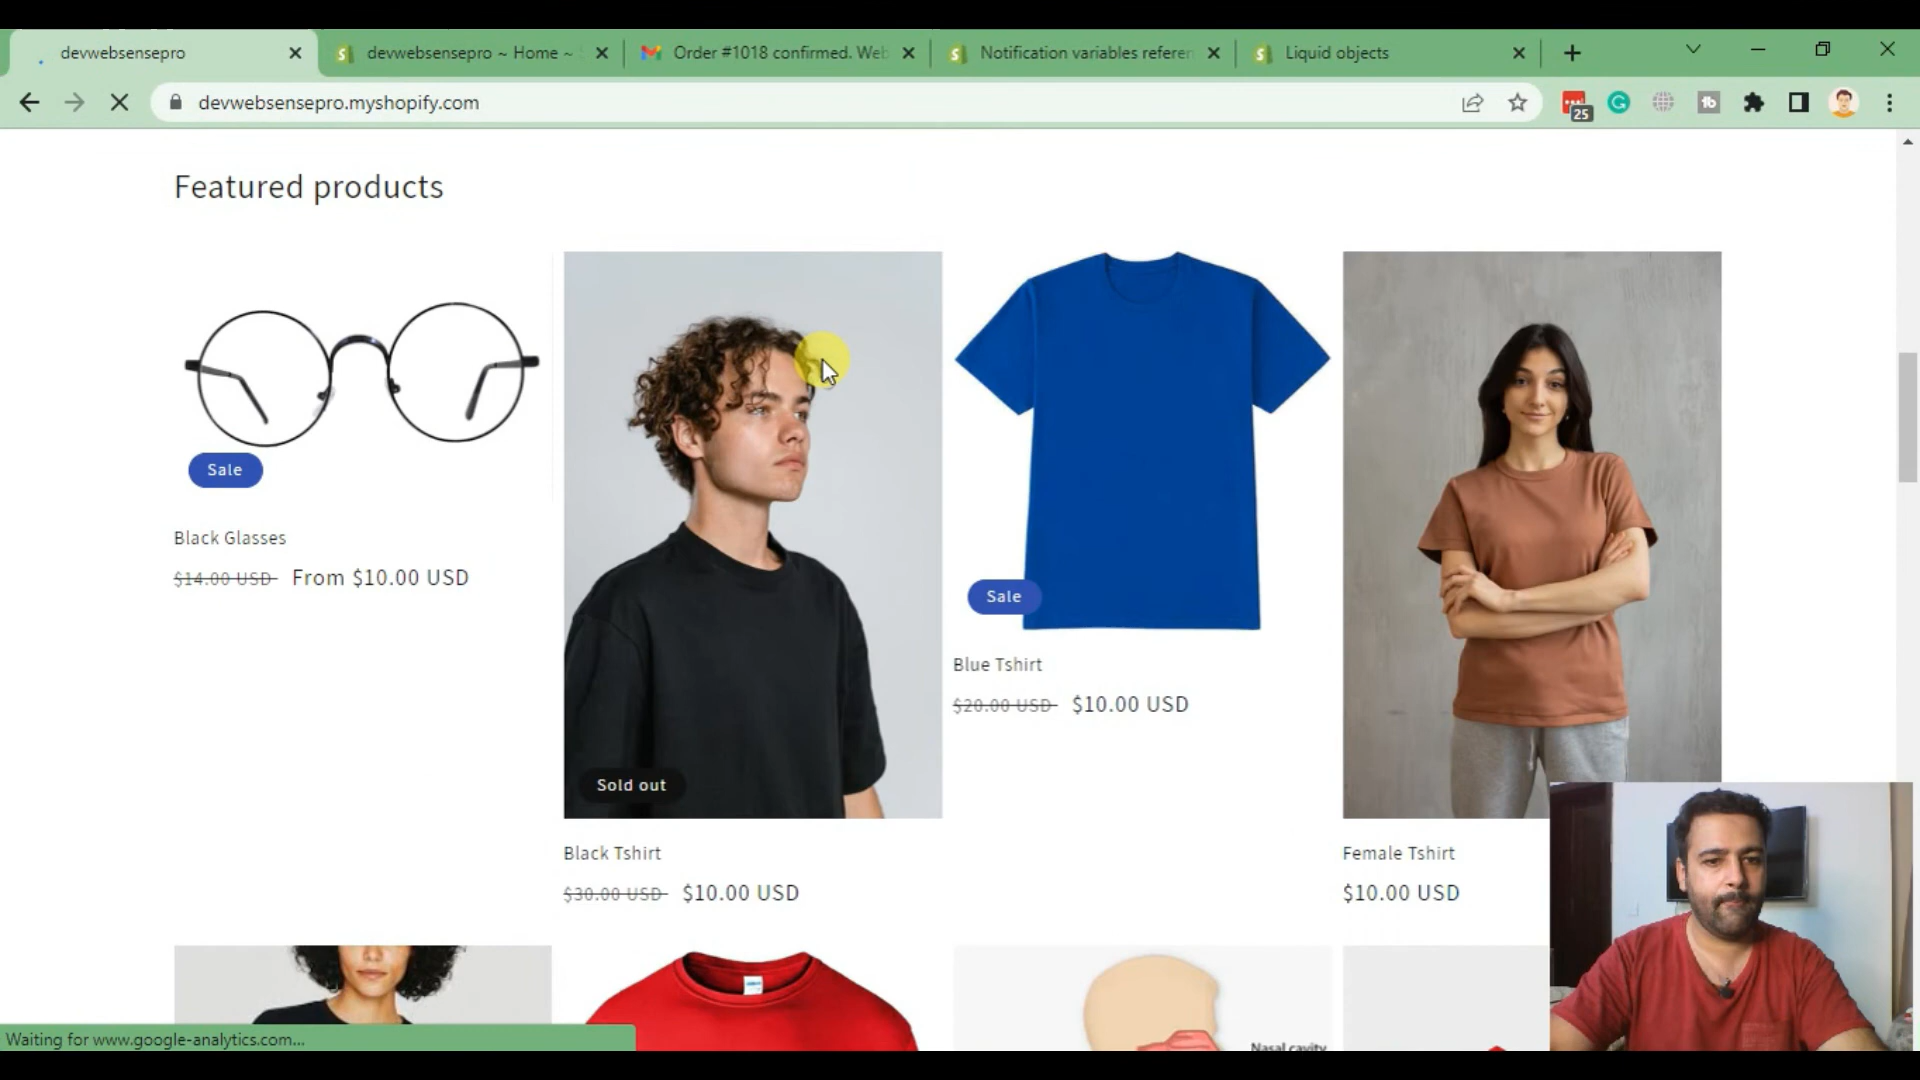 devwebsensepro
devwebsensepro ~ Home ~
Order #1018 confirmed. Web
Notification variables referen
Liquid objects
devwebsensepro.myshopify.com
25
Featured products
Sale
Black Glasses
$14.00 USD From $10.00 USD
Sold out
Black Tshirt
$30.00 USD $10.00 USD
Sale
Blue Tshirt
$20.00 USD $10.00 USD
Female Tshirt
$10.00 USD
Nasal cavity
Waiting for www.google-analytics.com...